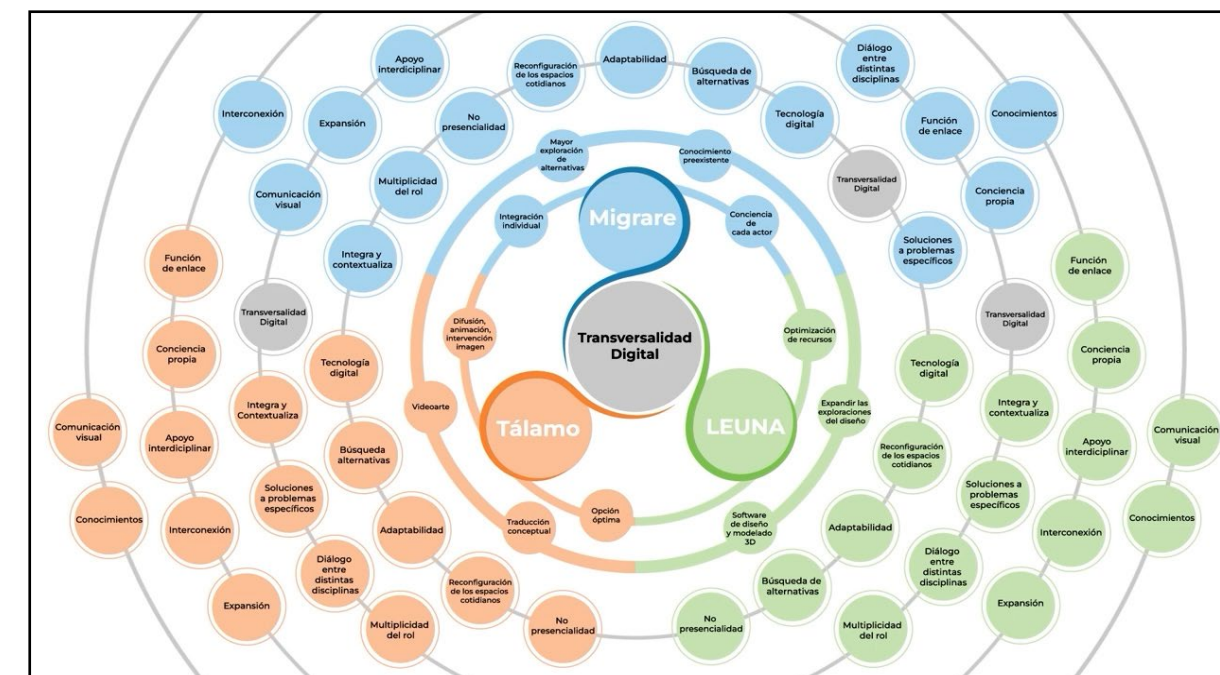 Apoyo
interdiciplinar
Reconfiguración
de los espacios
cotidianos
Adaptabilidad
Búsqueda de
alternativas
Diálogo
entre
distintas
disciplinas
Interconexión
Expansión
No
presencialidad
Tecnología
digital
Función
de enlace
Conocimientos
Mayor
exploración
de
alternativas
Conocimiento
preexistente
Comunicación
visual
Multiplicidad
del rol
Transversalidad
Digital
Conciencia
propia
Integración
individual
Migrare
Conciencia
de
cada actor
Función
de enlace
Integra y
contextualiza
Soluciones
a problemas
específicos
Función
de enlace
Transversalidad
Digital
Transversalidad
Digital
Difusión,
animación,
intervención
imagen
Transversalidad
Digital
Optimización
de recursos
Conciencia
propia
Tecnología
digital
Tecnología
digital
Conciencia
propia
Videoarte
Expandir las
exploraciones
del diseño
Integra y
Contextualiza
Integra y
contextualiza
Comunicación
visual
Tálamo
LEUNA
Comunicación
visual
Apoyo
interdiciplinar
Búsqueda
alternativas
Reconfiguración
de los espacios
cotidianos
Apoyo
interdiciplinar
Soluciones
a problemas
específicos
Soluciones
a problemas
específicos
Conocimientos
Interconexión
Adaptabilidad
Traducción
conceptual
Opción
óptima
Software
de diseño
y modelado
3D
Adaptabilidad
Interconexión
Conocimientos
Diálogo
entre
distintas
disciplinas
Reconfiguración
de los espacios
cotidianos
Búsqueda de
alternativas
Diálogo
entre
distintas
disciplinas
Expansión
Multiplicidad
del rol
No
presencialidad
No
presencialidad
Multiplicidad
del rol
Expansión